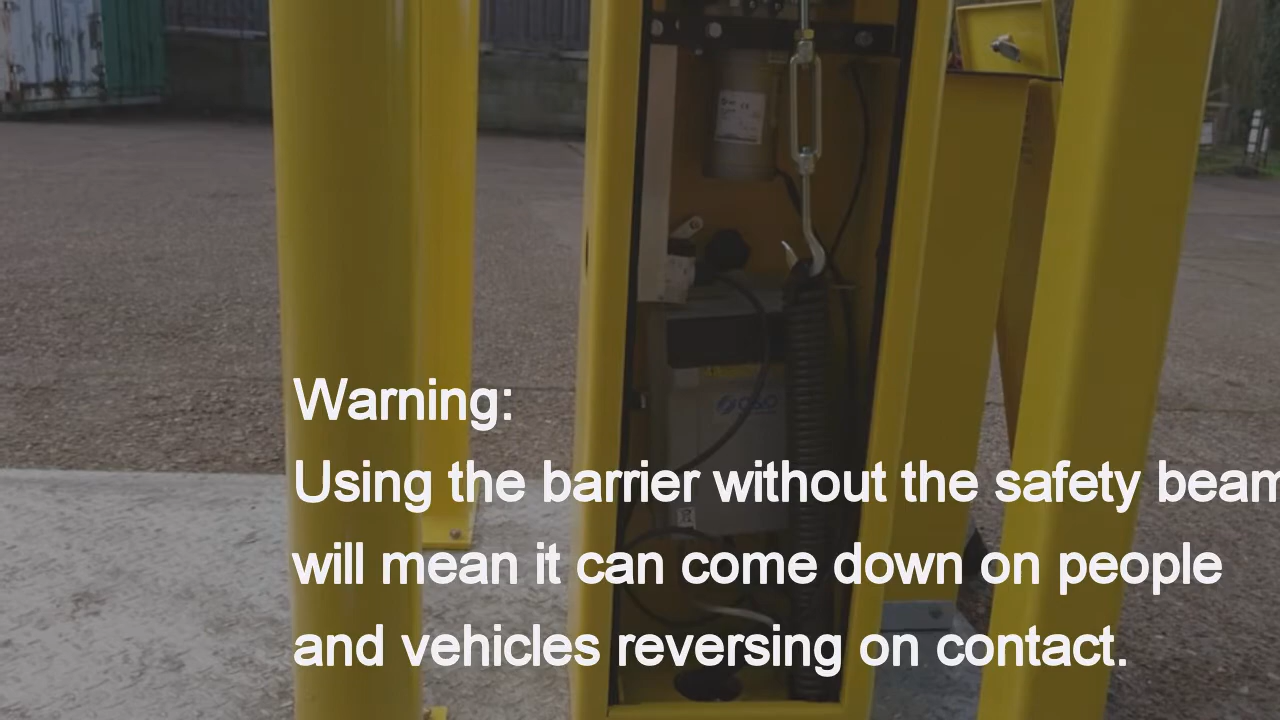 Warning:
Using the barrier without the safety beam
will mean it can come down on people
and vehicles reversing on contact.